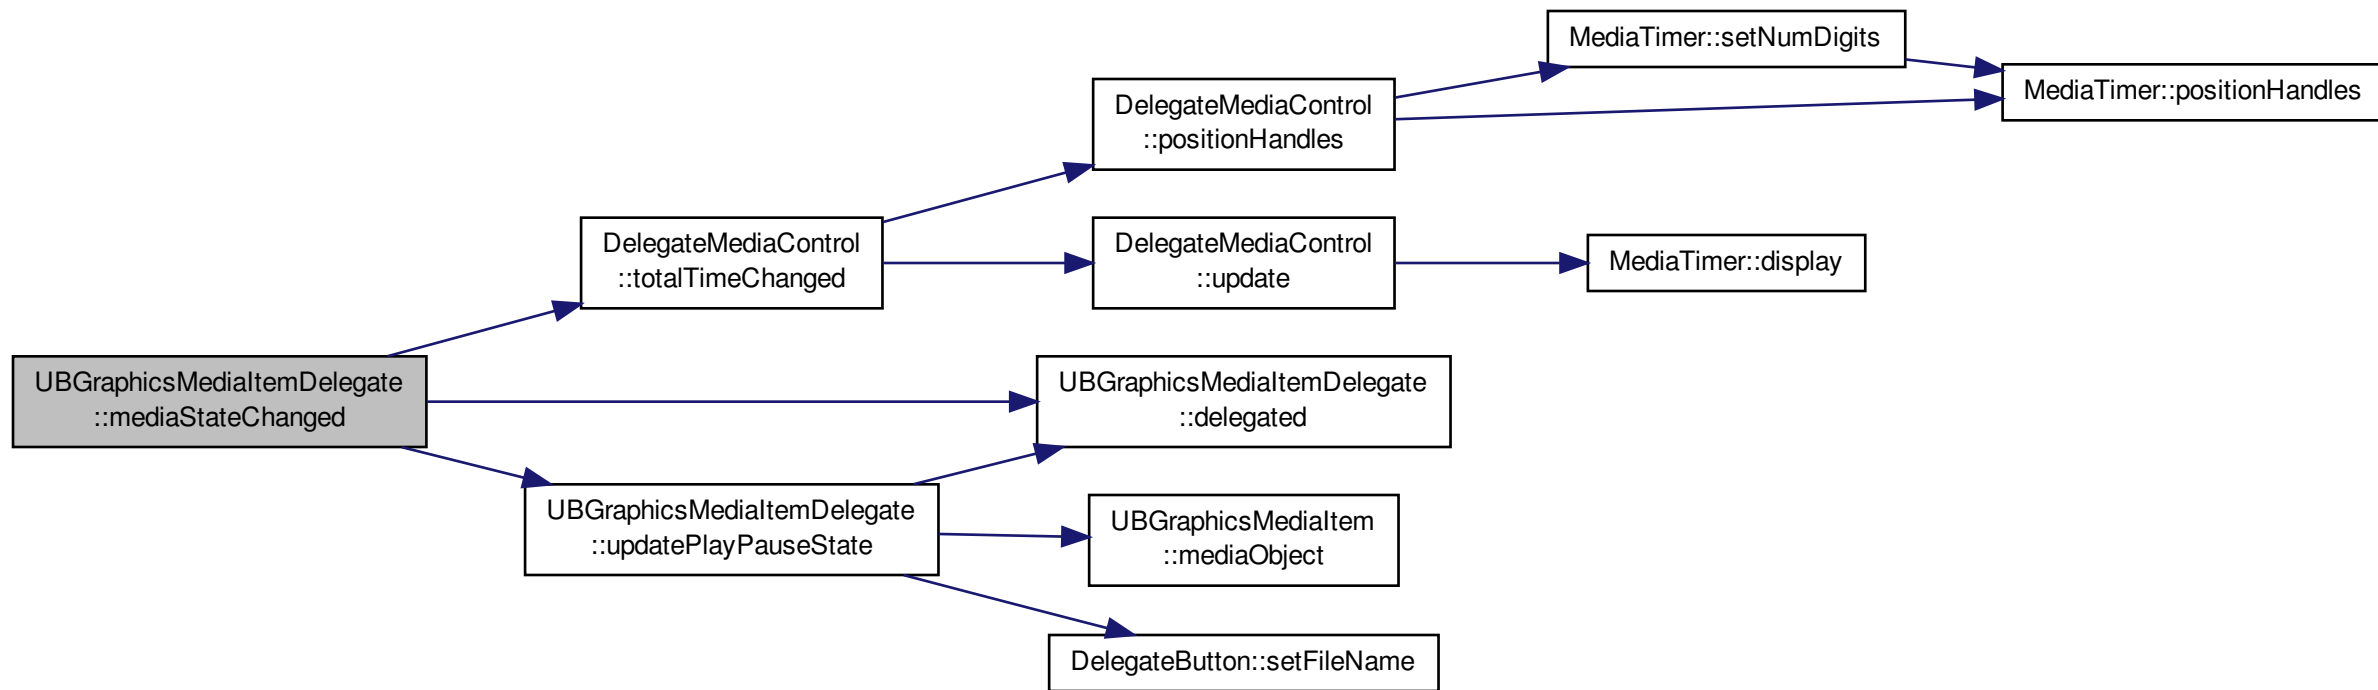 MediaTimer::setNumDigits
MediaTimer::positionHandles
DelegateMediaControl
::positionHandles
DelegateMediaControl
::totalTimeChanged
DelegateMediaControl
::update
MediaTimer::display
UBGraphicsMediaItemDelegate
::mediaStateChanged
UBGraphicsMediaItemDelegate
::delegated
UBGraphicsMediaItemDelegate
::updatePlayPauseState
UBGraphicsMediaItem
::mediaObject
DelegateButton::setFileName